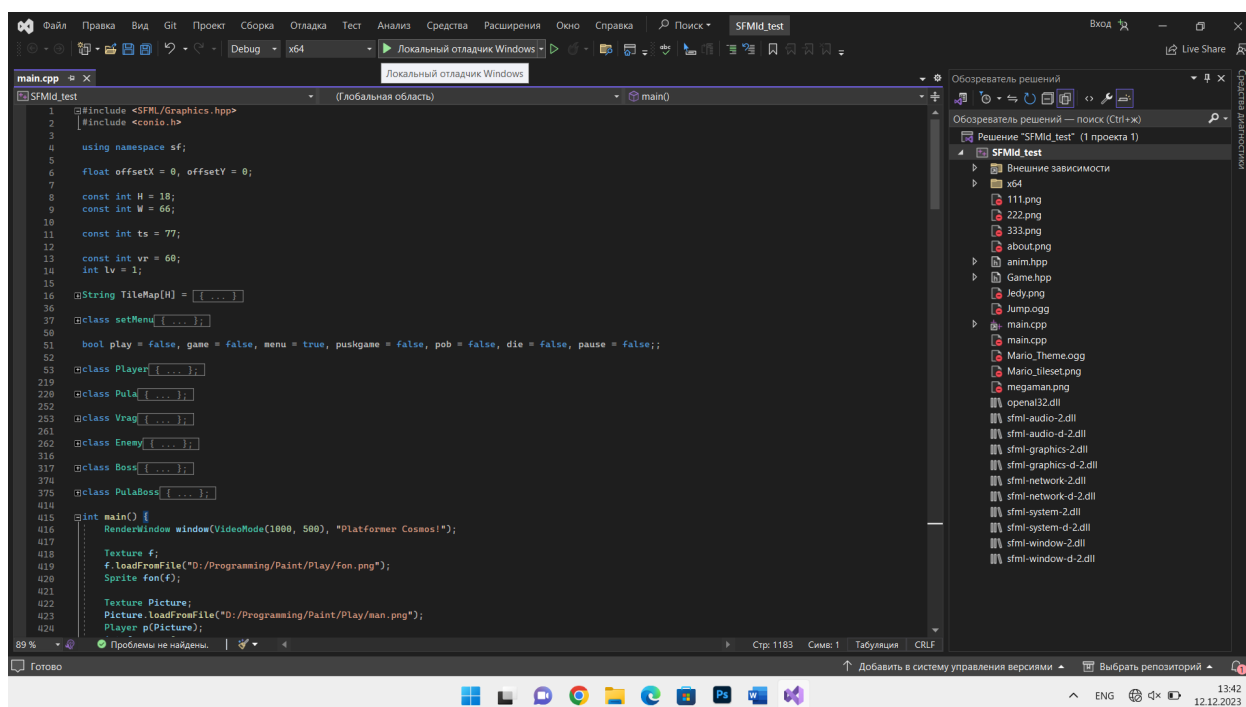 Файл Правка Вид Git Проект Сборка Отладка Тест Анализ Средства Расширения Окно Справка Поиск SFMld_test Вход
Debug x64 Локальный отладчик Windows Live Share
Локальный отладчик Windows
main.cpp
SFMld_test (Глобальная область) main()
1 #include <SFML/Graphics.hpp>
2 #include <conio.h>
3
4 using namespace sf;
5
6 float offsetX = 0, offsetY = 0;
7
8 const int H = 18;
9 const int W = 66;
10
11 const int ts = 77;
12
13 const int vr = 60;
14 int lv = 1;
15
16 String TileMap[H] = { ... }
36
37 class setMenu { ... };
50
51 bool play = false, game = false, menu = true, puskgame = false, pob = false, die = false, pause = false;;
52
53 class Player { ... };
219
220 class Pula { ... };
252
253 class Vrag { ... };
261
262 class Enemy { ... };
316
317 class Boss { ... };
374
375 class PulaBoss { ... };
414
415 int main() {
416 RenderWindow window(VideoMode(1000, 500), "Platformer Cosmos!");
417
418 Texture f;
419 f.loadFromFile("D:/Programming/Paint/Play/fon.png");
420 Sprite fon(f);
421
422 Texture Picture;
423 Picture.loadFromFile("D:/Programming/Paint/Play/man.png");
424 Player p(Picture);
89 % Проблемы не найдены. Стр: 1183 Симв: 1 Табуляция CRLF
Обозреватель решений
Обозреватель решений — поиск (Ctrl+ж)
Решение "SFMld_test" (1 проекта 1)
SFMld_test
Внешние зависимости
x64
111.png
222.png
333.png
about.png
anim.hpp
Game.hpp
Jedy.png
Jump.ogg
main.cpp
main.cpp
Mario_Theme.ogg
Mario_tileset.png
megaman.png
openal32.dll
sfml-audio-2.dll
sfml-audio-d-2.dll
sfml-graphics-2.dll
sfml-graphics-d-2.dll
sfml-network-2.dll
sfml-network-d-2.dll
sfml-system-2.dll
sfml-system-d-2.dll
sfml-window-2.dll
sfml-window-d-2.dll
Средства диагностики
Готово Добавить в систему управления версиями Выбрать репозиторий 1
Ps ENG 13:42
12.12.2023